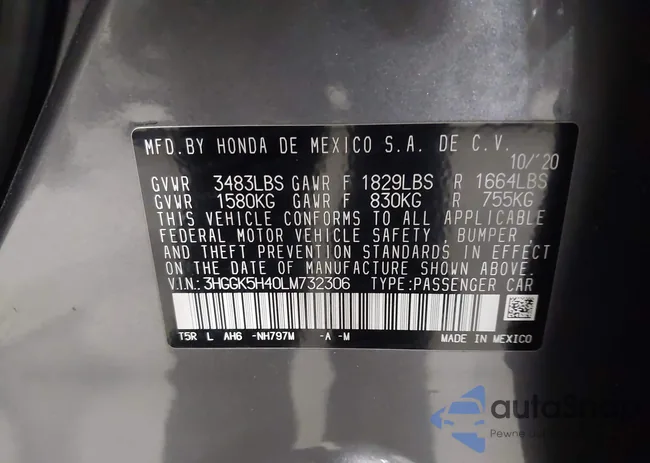 MFD.BY HONDA DE MEXICO S.A. DE C.V.
10/'20
GVWR 3483LBS GAWR F 1829LBS R 1664LBS
GVWR 1580KG GAWR F 830KG R 755KG
THIS VEHICLE CONFORMS TO ALL APPLICABLE
FEDERAL MOTOR VEHICLE SAFETY, BUMPER,
AND THEFT PREVENTION STANDARDS IN EFFECT
ON THE DATE OF MANUFACTURE SHOWN ABOVE.
V.I.N.: 3HGGK5H40LM732306 TYPE:PASSENGER CAR
T5R L AH6 -NH797M -A -M MADE IN MEXICO